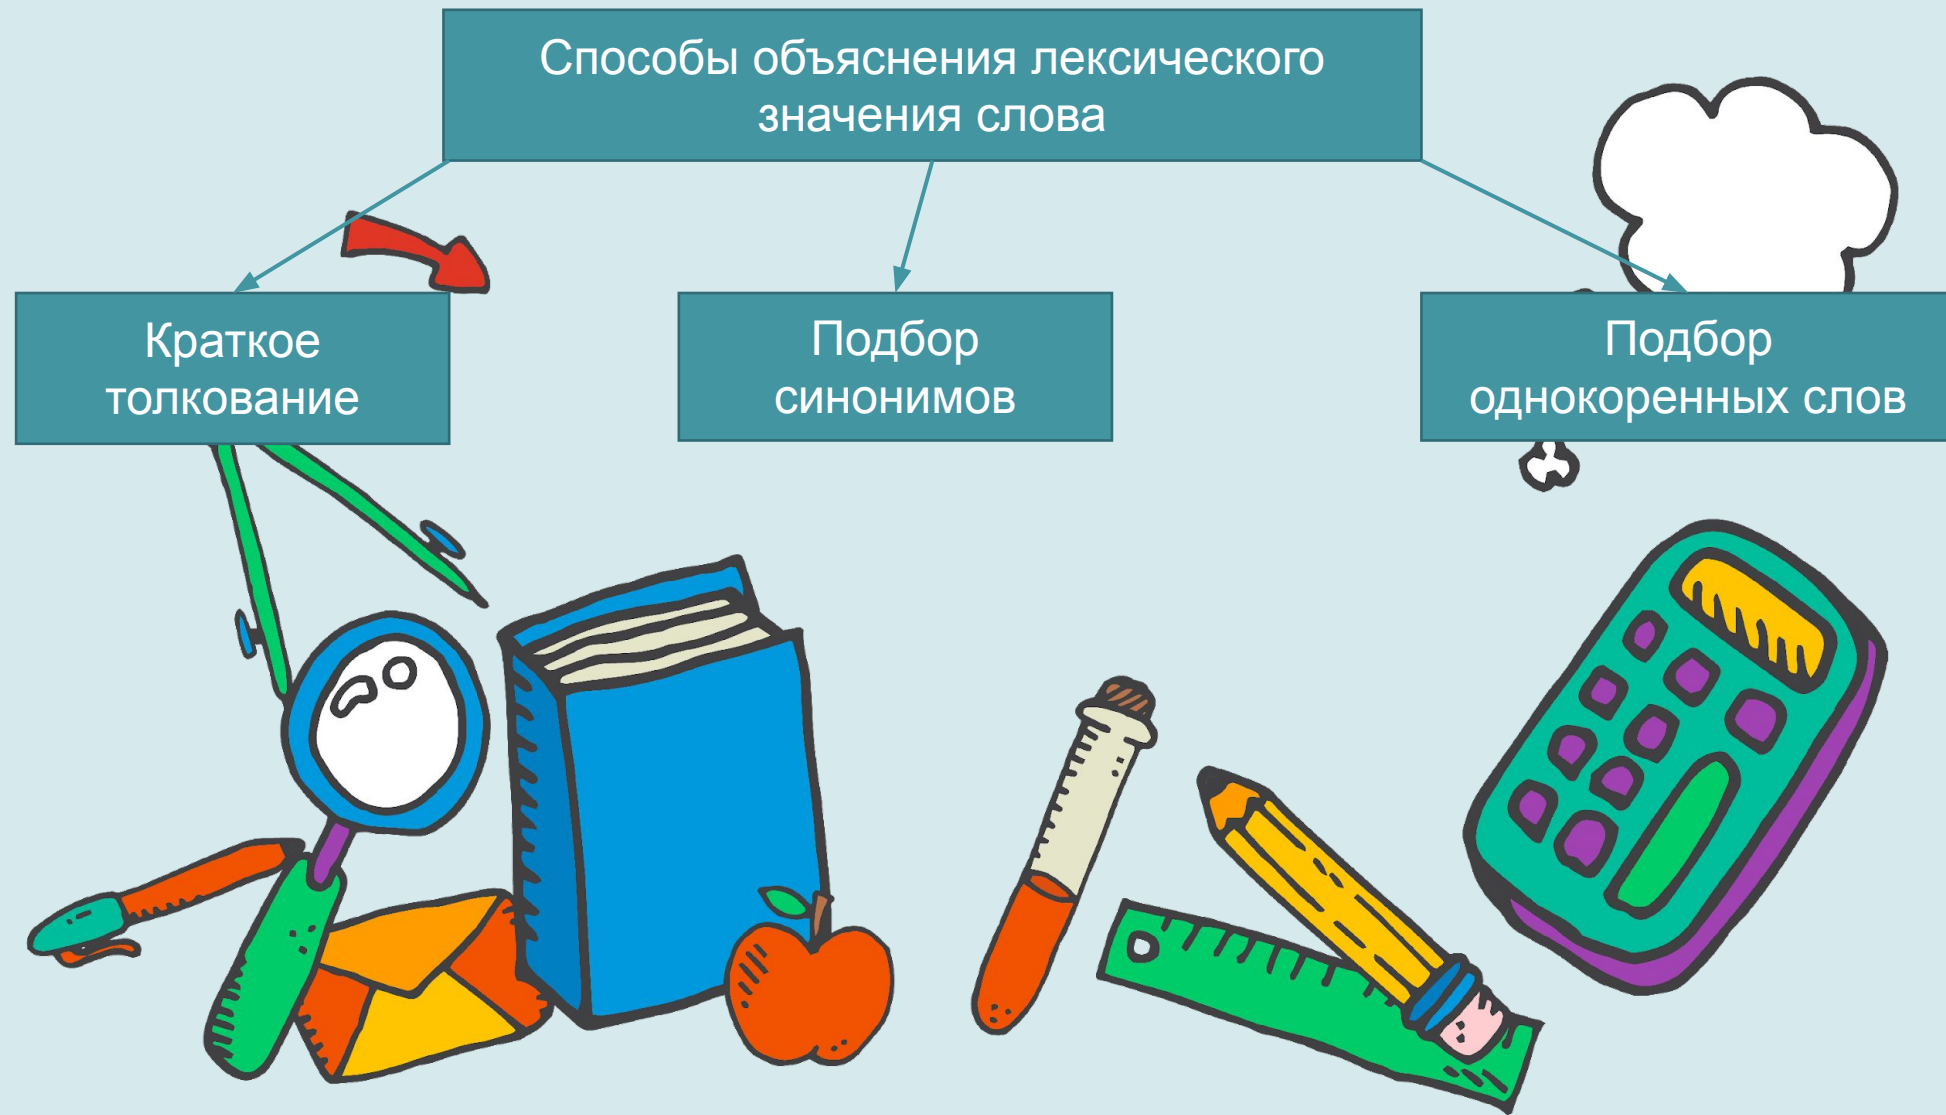 Способы объяснения лексического
значения слова
Краткое
толкование
Подбор
синонимов
Подбор
однокоренных слов